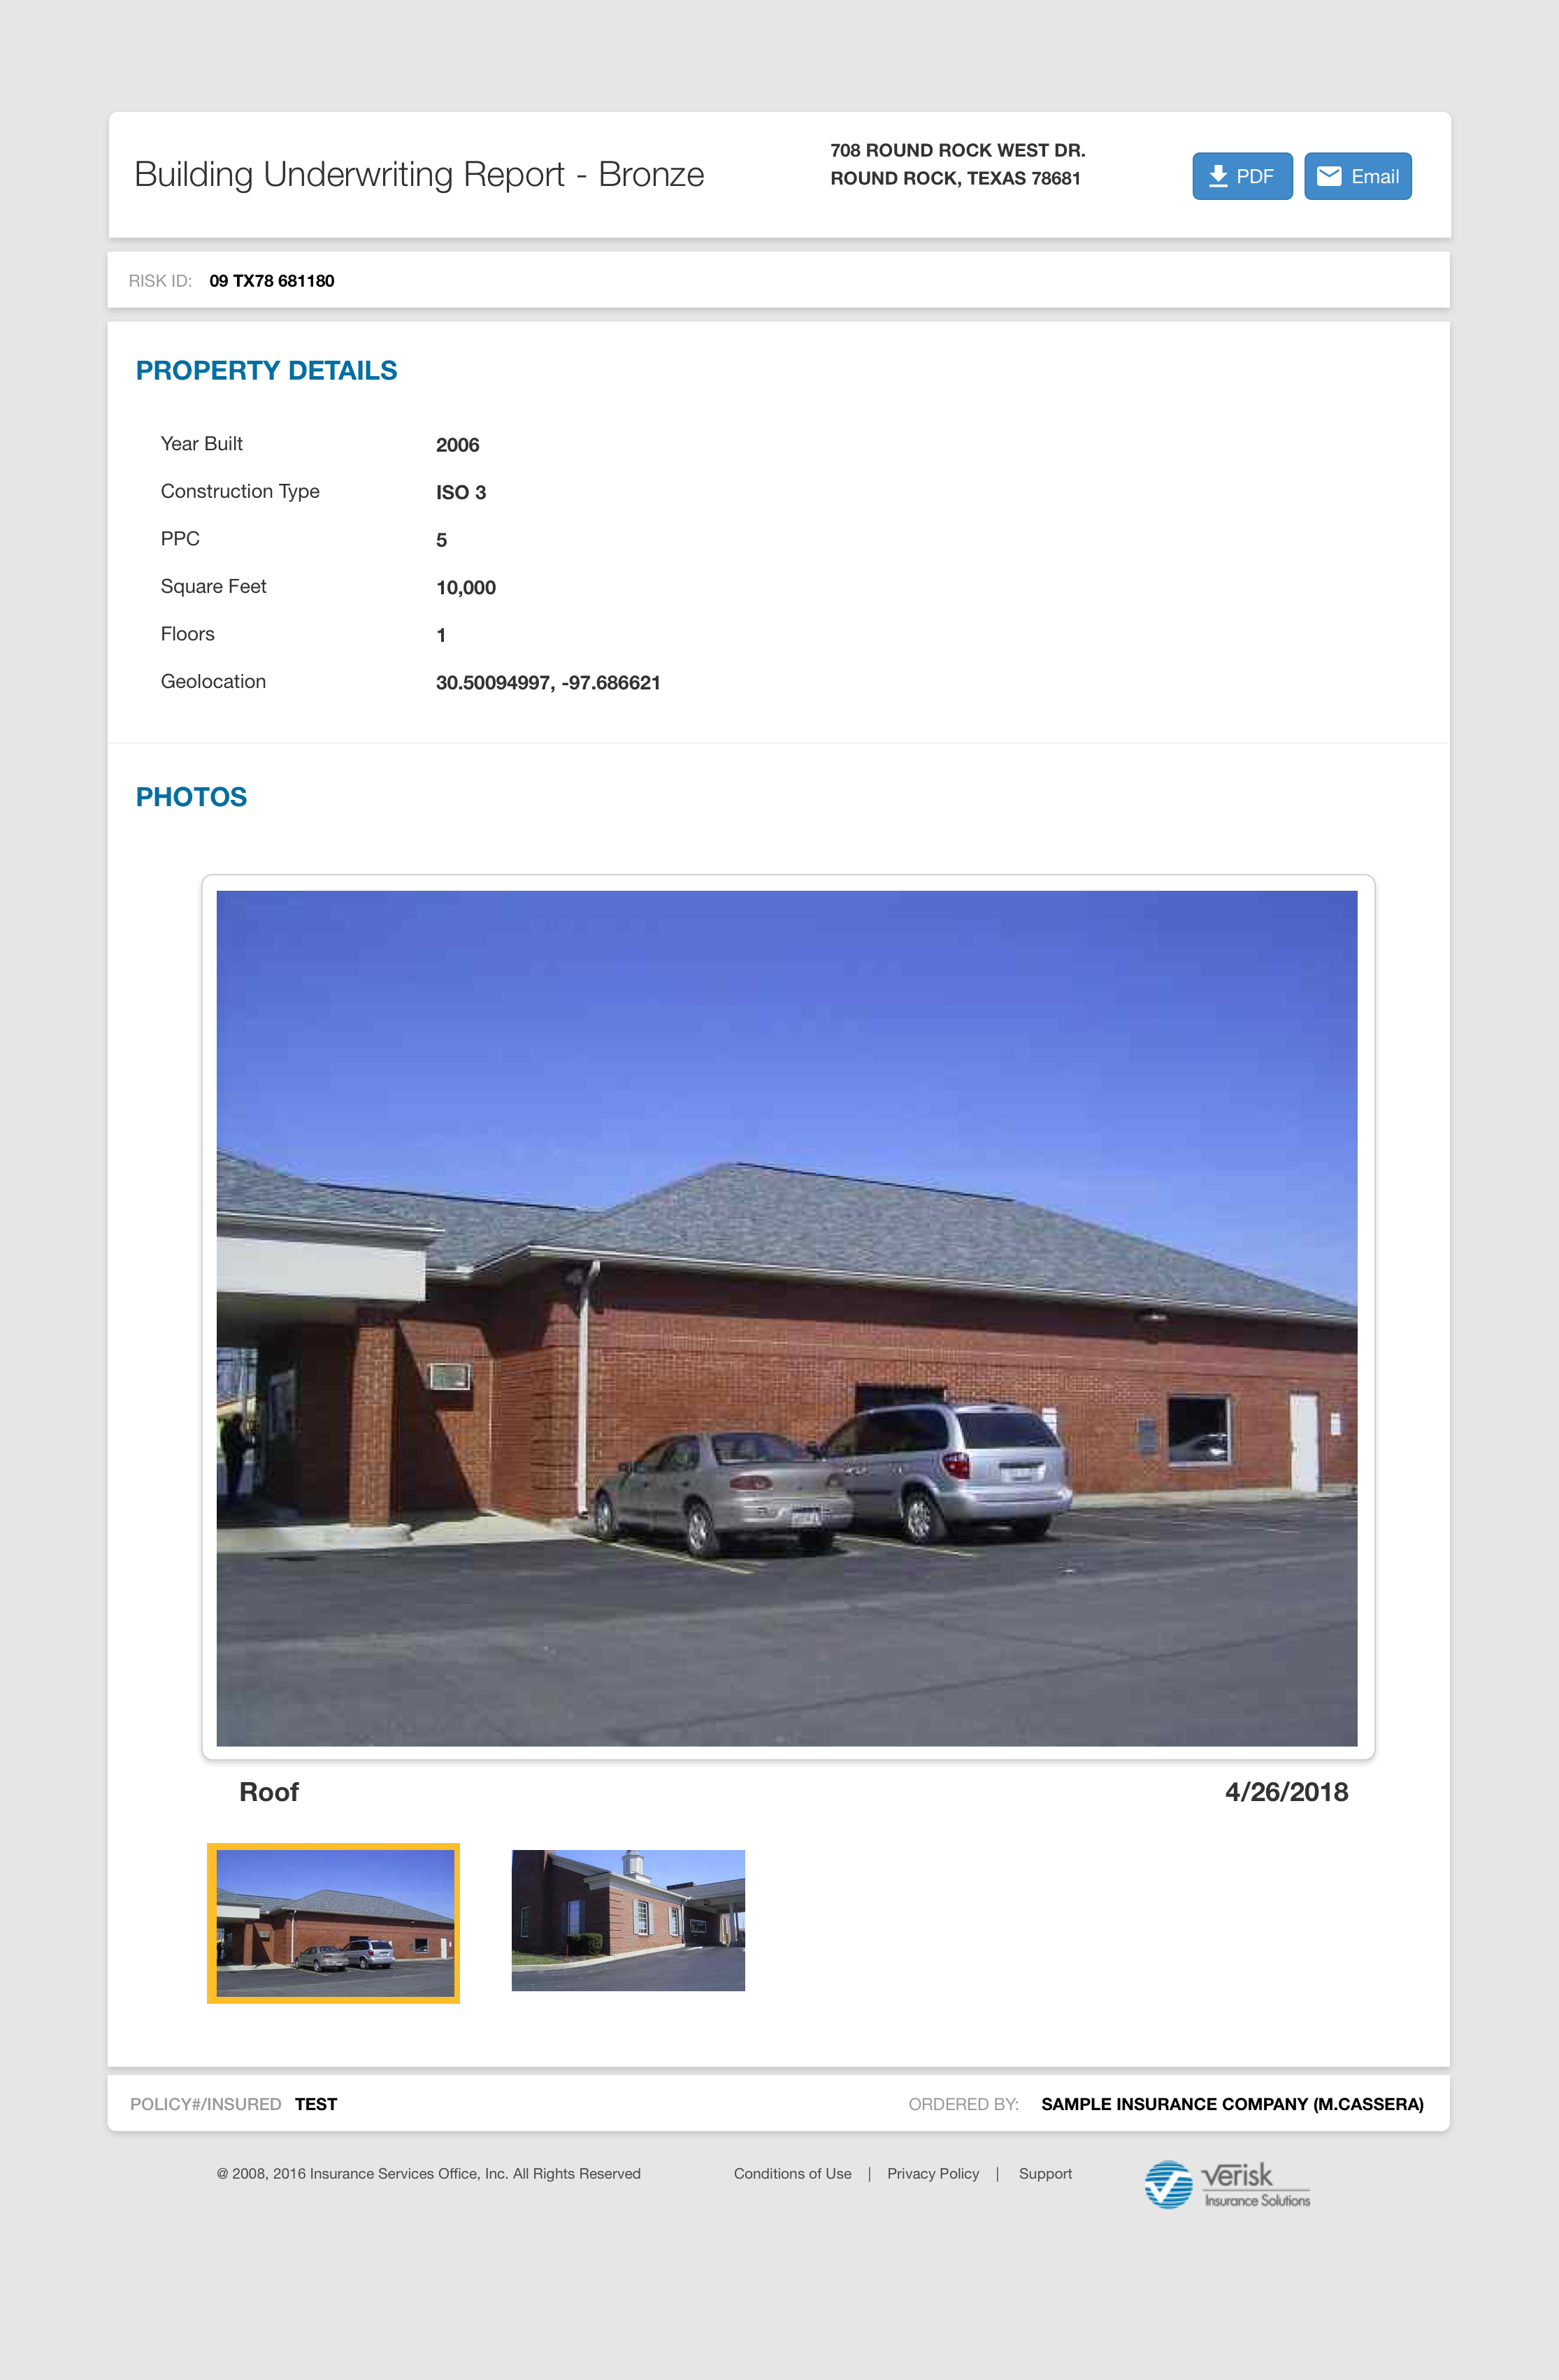 Building Underwriting Report - Bronze
708 ROUND ROCK WEST DR.
ROUND ROCK, TEXAS 78681
PDF
Email
RISK ID: 09 TX78 681180
PROPERTY DETAILS
Year Built 2006
Construction Type ISO 3
PPC 5
Square Feet 10,000
Floors 1
Geolocation 30.50094997, -97.686621
PHOTOS
Roof 4/26/2018
POLICY#/INSURED TEST ORDERED BY: SAMPLE INSURANCE COMPANY (M.CASSERA)
@ 2008, 2016 Insurance Services Office, Inc. All Rights Reserved Conditions of Use | Privacy Policy | Support
Verisk
Insurance Solutions